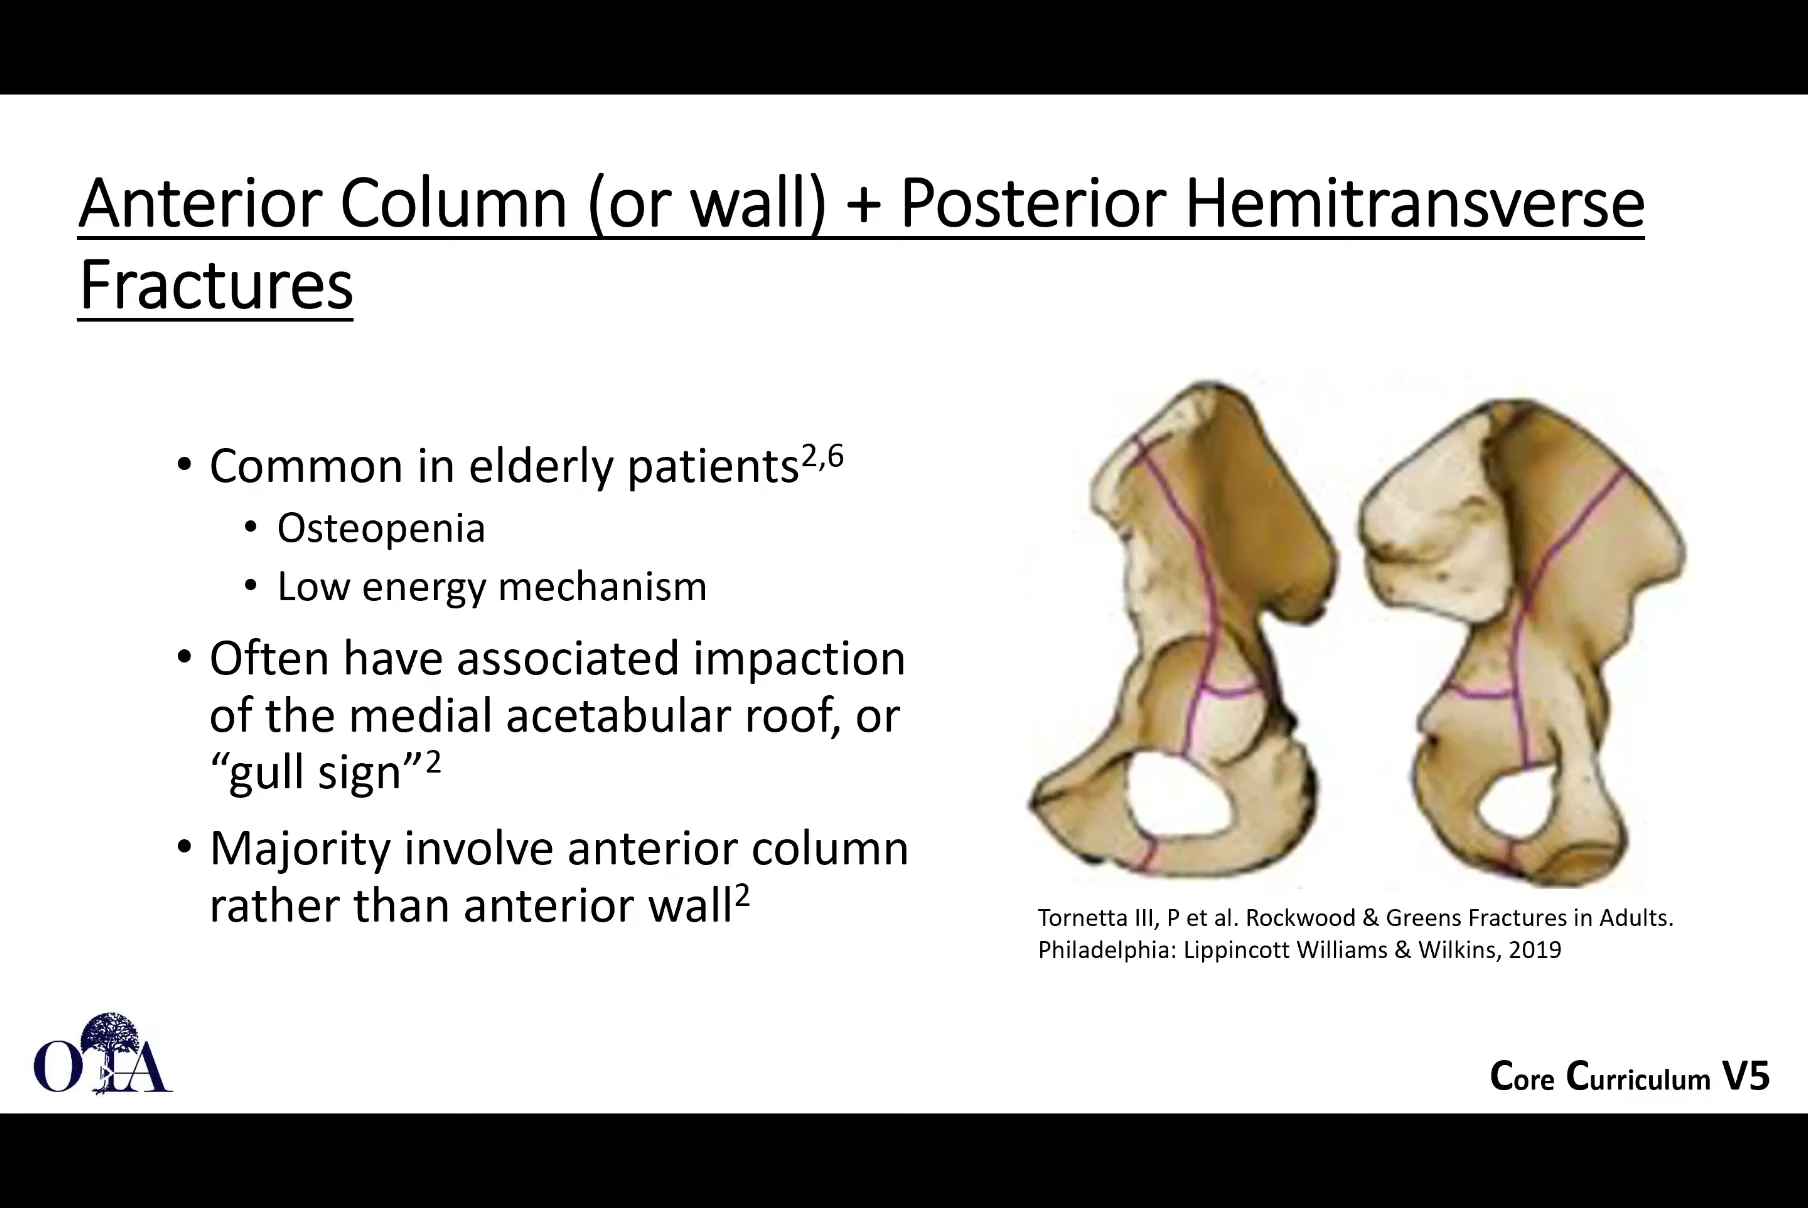 Anterior Column (or wall) + Posterior Hemitransverse
Fractures
• Common in elderly patients2,6
• Osteopenia
• Low energy mechanism
• Often have associated impaction
of the medial acetabular roof, or
“gull sign”2
• Majority involve anterior column
rather than anterior wall2
Tornetta III, P et al. Rockwood & Greens Fractures in Adults.
Philadelphia: Lippincott Williams & Wilkins, 2019
OTA
Core Curriculum V5